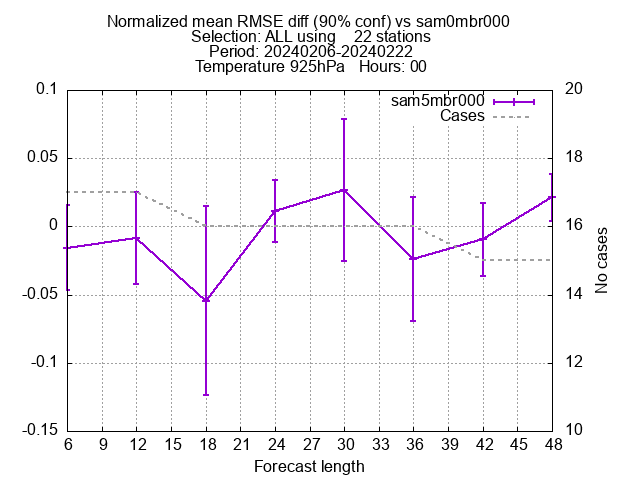 Normalized mean RMSE diff (90% conf) vs sam0mbr000
Selection: ALL using    22 stations
Period: 20240206-20240222
Temperature 925hPa   Hours: 00
sam5mbr000
Cases
0.1
0.05
0
-0.05
-0.1
-0.15
20
18
16
14
12
10
No cases
6 9 12 15 18 21 24 27 30 33 36 39 42 45 48
Forecast length